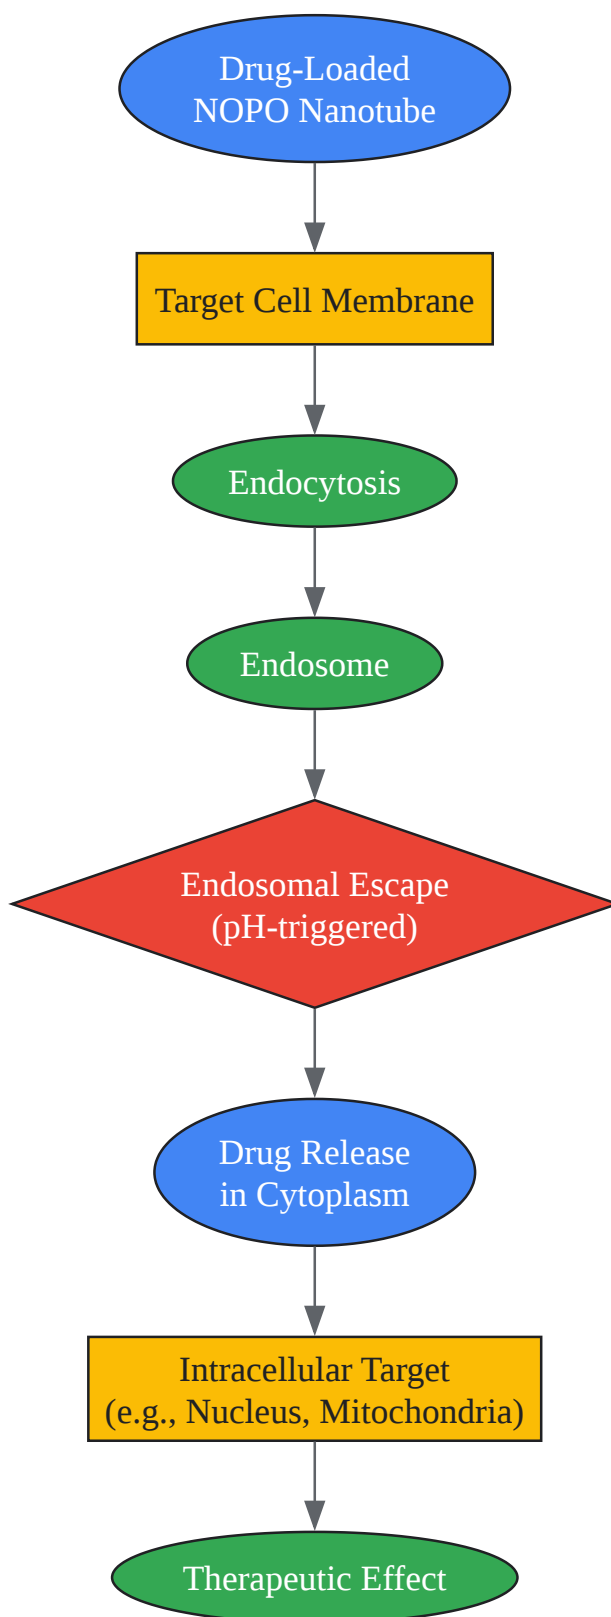 Drug-Loaded
NOPO Nanotube
Target Cell Membrane
Endocytosis
Endosome
Endosomal Escape
(pH-triggered)
Drug Release
in Cytoplasm
Intracellular Target
(e.g., Nucleus, Mitochondria)
Therapeutic Effect